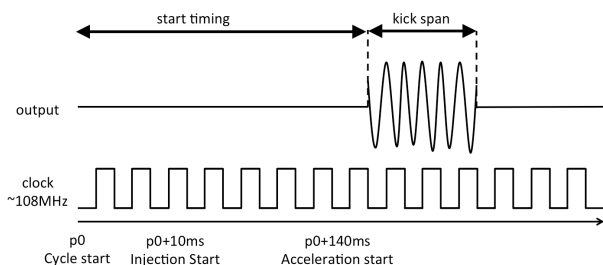 start timing
kick span
output
clock
~108MHz
p0
Cycle start
p0+10ms
Injection Start
p0+140ms
Acceleration start